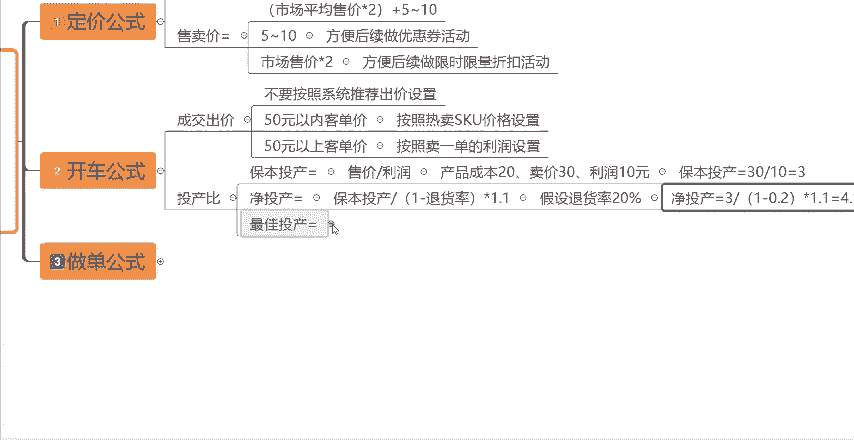 （市场平均售价*2）+5~10
1 定价公式
售卖价= 5~10 方便后续做优惠券活动
市场售价*2 方便后续做限时限量折扣活动
不要按照系统推荐出价设置
成交出价 50元以内客单价 按照热卖SKU价格设置
50元以上客单价 按照卖一单的利润设置
2 开车公式
保本投产= 售价/利润 产品成本20、卖价30、利润10元 保本投产=30/10=3
投产比 净投产= 保本投产/（1-退货率）*1.1 假设退货率20% 净投产=3/（1-0.2）*1.1=4.
最佳投产=
3 做单公式